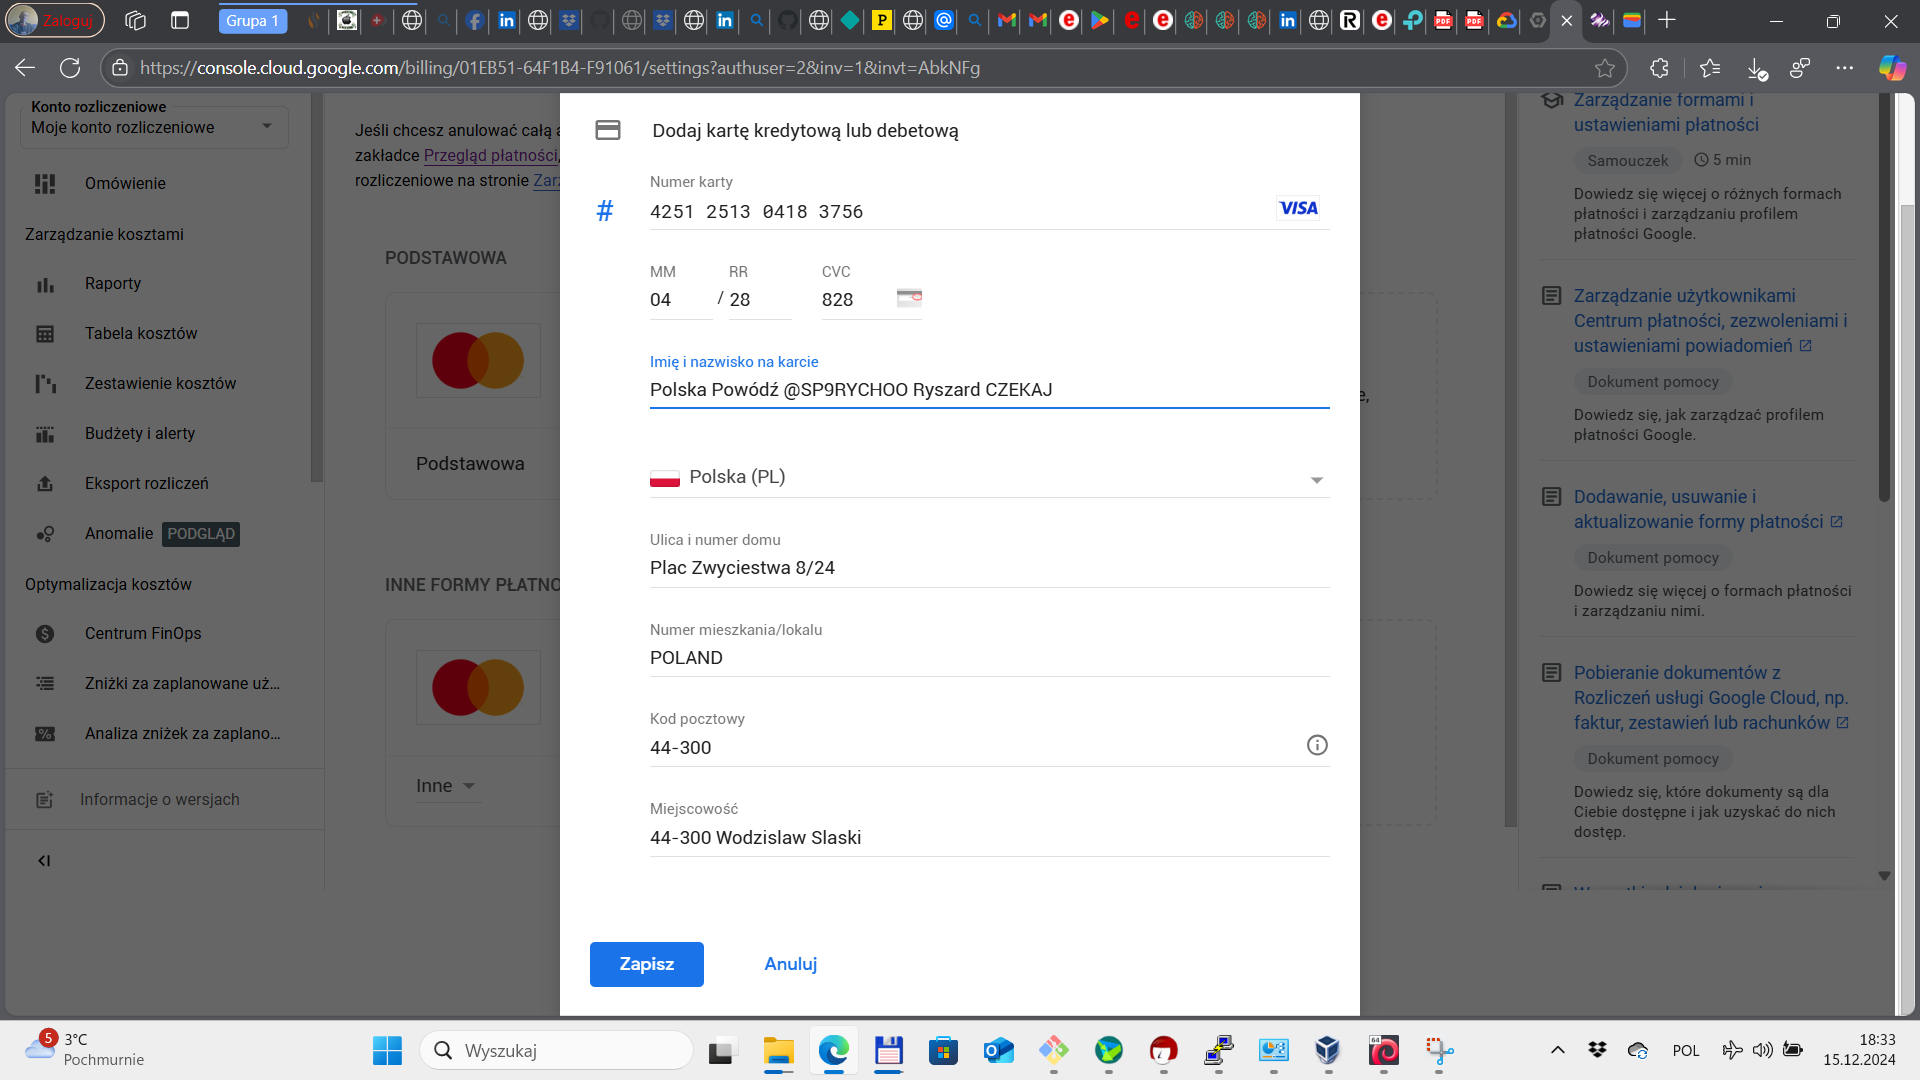 Zaloguj
Grupa 1
https://console.cloud.google.com/billing/01EB51-64F1B4-F91061/settings?authuser=2&inv=1&invt=AbkNFg
Konto rozliczeniowe
Moje konto rozliczeniowe
Omówienie
Zarządzanie kosztami
Raporty
Tabela kosztów
Zestawienie kosztów
Budżety i alerty
Eksport rozliczeń
Anomalie PODGLĄD
Optymalizacja kosztów
Centrum FinOps
Zniżki za zaplanowane uż...
Analiza zniżek za zaplano...
Informacje o wersjach
Jeśli chcesz anulować całą
zakładce Przegląd płatności,
rozliczeniowe na stronie
PODSTAWOWA
Podstawowa
INNE FORMY
Inne
Dodaj kartę kredytową lub debetową
Numer karty
# 4251 2513 0418 3756 VISA
MM RR CVC
04 / 28 828
Imię i nazwisko na karcie
Polska Powódź @SP9RYCHOO Ryszard CZEKAJ
Polska (PL)
Ulica i numer domu
Plac Zwyciestwa 8/24
Numer mieszkania/lokalu
POLAND
Kod pocztowy
44-300
Miejscowość
44-300 Wodzislaw Slaski
Zapisz Anuluj
Zarządzanie formami i
ustawieniami płatności
Samouczek 5 min
Dowiedz się więcej o różnych formach
płatności i zarządzaniu profilem
płatności Google.
Zarządzanie użytkownikami
Centrum płatności, zezwoleniami i
ustawieniami powiadomień
Dokument pomocy
Dowiedz się, jak zarządzać profilem
płatności Google.
Dodawanie, usuwanie i
aktualizowanie formy płatności
Dokument pomocy
Dowiedz się więcej o formach płatności
i zarządzaniu nimi.
Pobieranie dokumentów z
Rozliczeń usługi Google Cloud, np.
faktur, zestawień lub rachunków
Dokument pomocy
Dowiedz się, które dokumenty są dla
Ciebie dostępne i jak uzyskać do nich
dostęp.
5
3°C
Pochmurnie
Wyszukaj
POL
18:33
15.12.2024